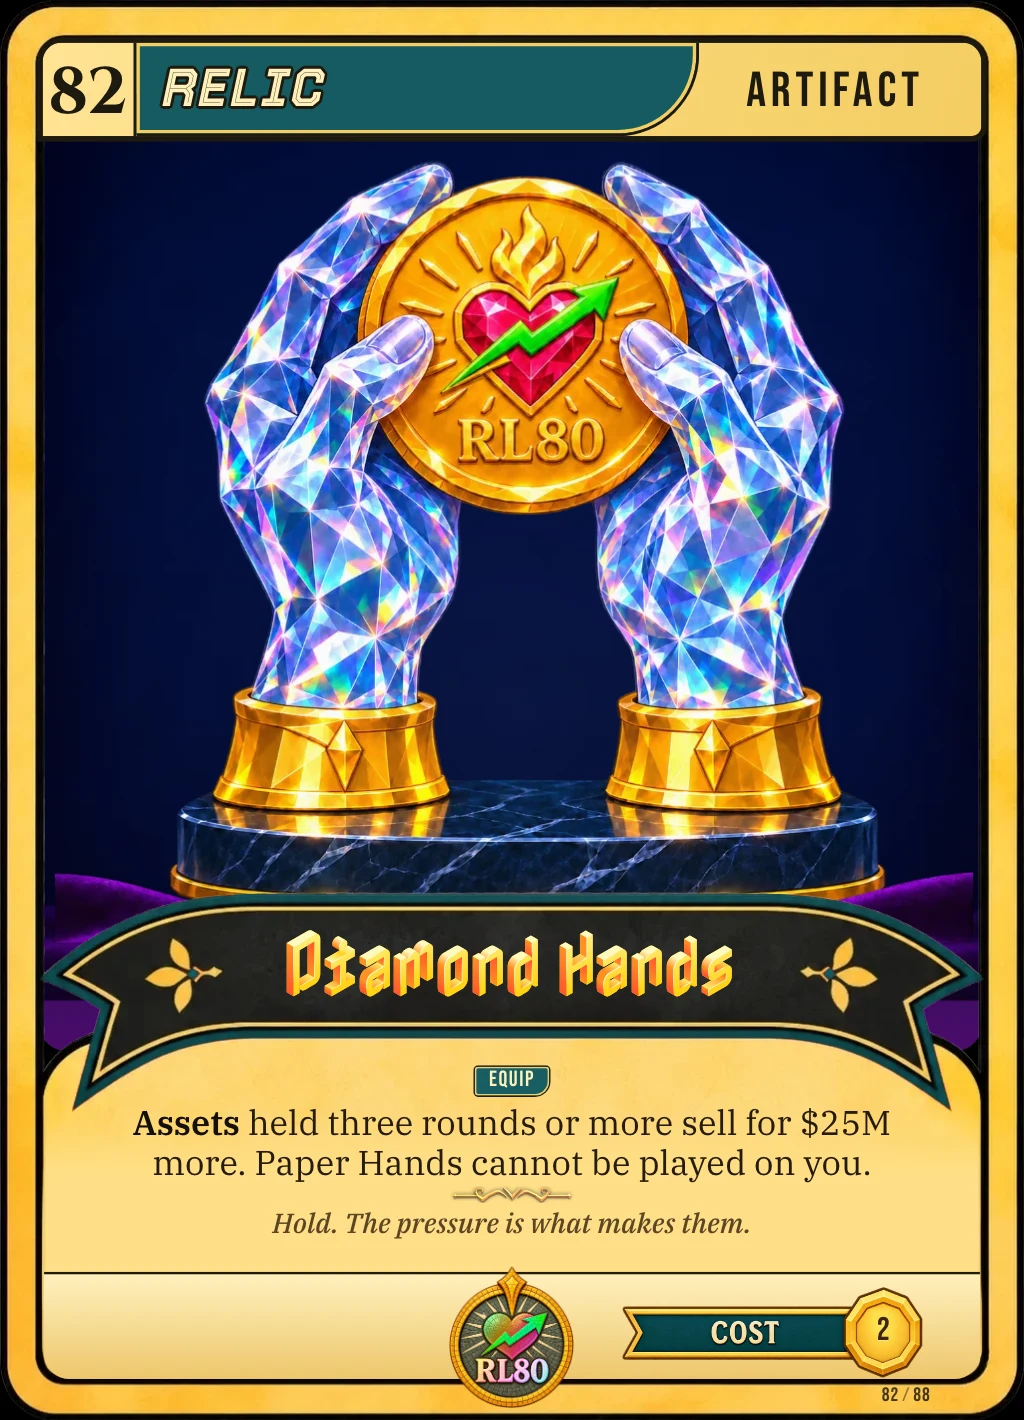 82 RELIC ARTIFACT
RL80
Diamond Hands
EQUIP
Assets held three rounds or more sell for $25M
more. Paper Hands cannot be played on you.
Hold. The pressure is what makes them.
RL80
COST 2
82 / 88